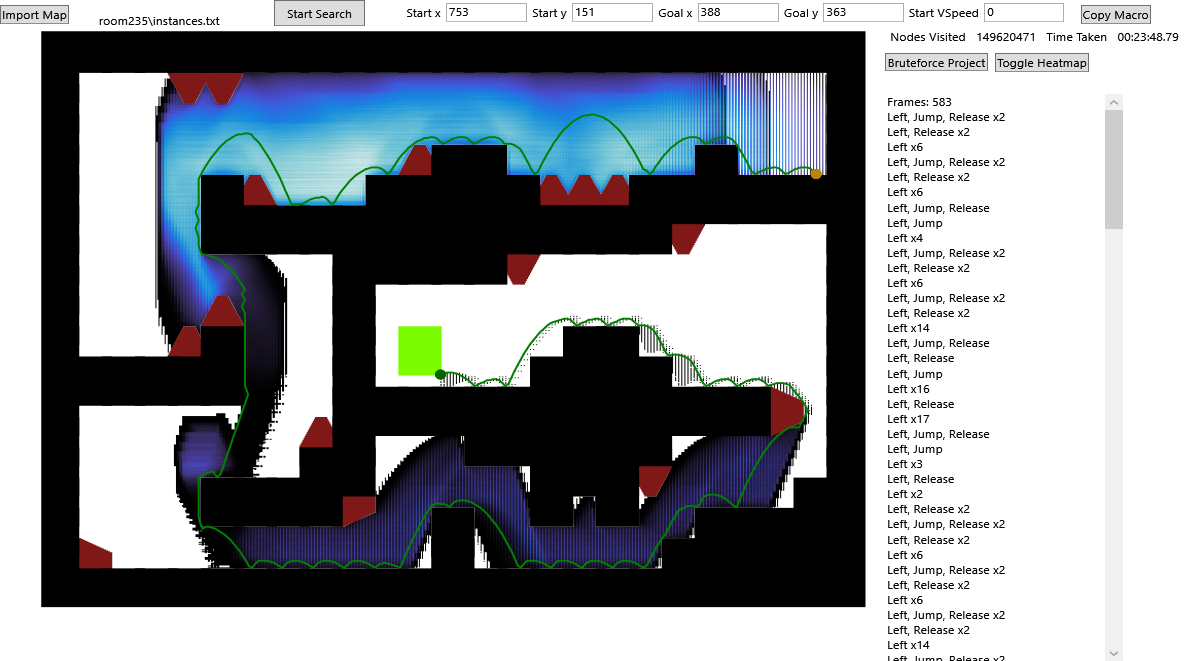 Import Map
room235\instances.txt
Start Search
Start x 753 Start y 151 Goal x 388 Goal y 363 Start VSpeed 0
Copy Macro
Nodes Visited 149620471 Time Taken 00:23:48.79
Bruteforce Project Toggle Heatmap
Frames: 583
Left, Jump, Release x2
Left, Release x2
Left x6
Left, Jump, Release x2
Left, Release x2
Left x6
Left, Jump, Release
Left, Jump
Left x4
Left, Jump, Release x2
Left, Release x2
Left x6
Left, Jump, Release x2
Left, Release x2
Left x14
Left, Jump, Release
Left, Release
Left, Jump
Left x16
Left, Release
Left x17
Left, Jump, Release
Left, Jump
Left x3
Left, Release
Left x2
Left, Release x2
Left, Jump, Release x2
Left, Release x2
Left x6
Left, Jump, Release x2
Left, Release x2
Left x6
Left, Jump, Release x2
Left, Release x2
Left x14
Left, Jump, Release x2